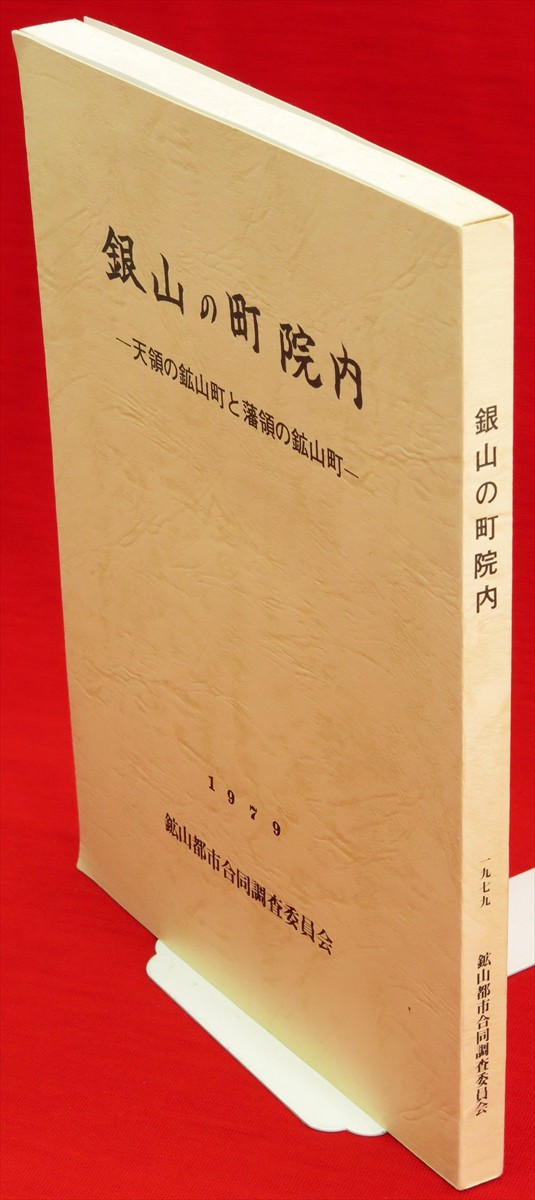 銀山の町院内
―天領の鉱山町と藩領の鉱山町―
1979
鉱山都市合同調査委員会
銀山の町院内
一九七九
鉱山都市合同調査委員会